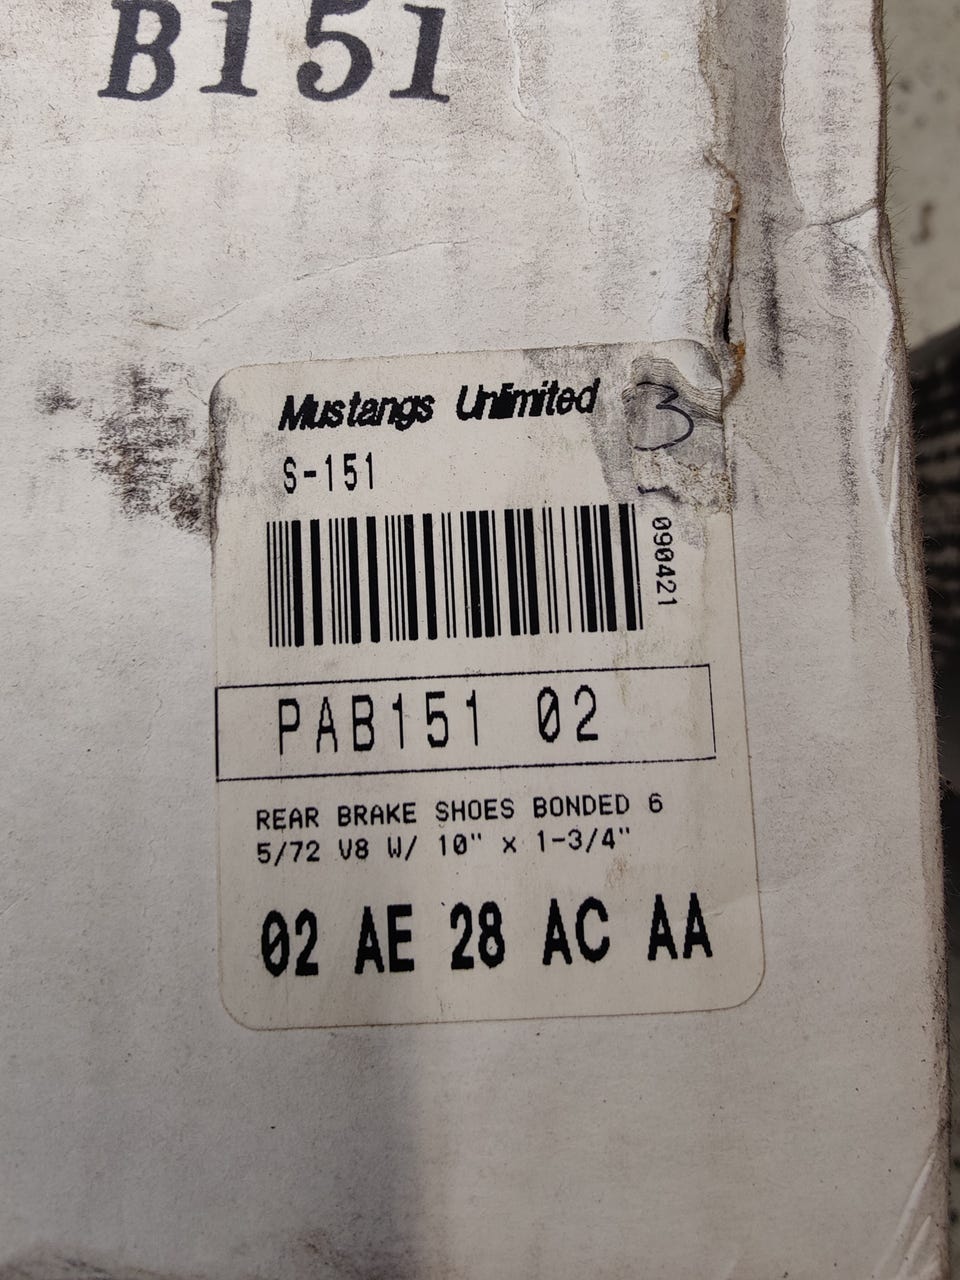 B151
Mustangs Unlimited
3
S-151
090421
PAB151 02
REAR BRAKE SHOES BONDED 6
5/72 V8 W/ 10" x 1-3/4"
02 AE 28 AC AA